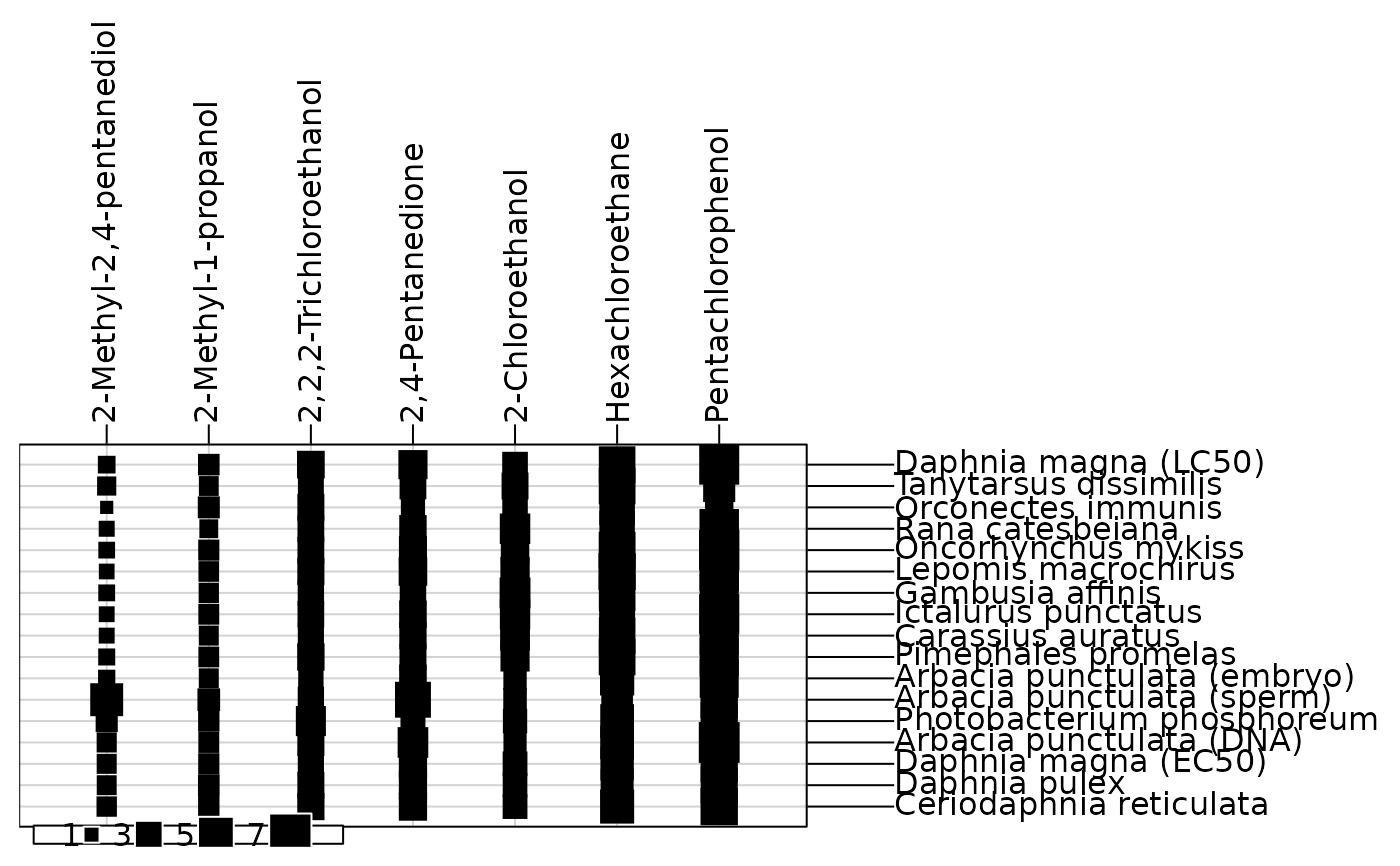 2-Methyl-2,4-pentanediol
2-Methyl-1-propanol
2,2,2-Trichloroethanol
2,4-Pentanedione
2-Chloroethanol
Hexachloroethane
Pentachlorophenol
Daphnia magna (LC50)
Tanytarsus dissimilis
Orconectes immunis
Rana catesbeiana
Oncorhynchus mykiss
Lepomis macrochirus
Gambusia affinis
Ictalurus punctatus
Carassius auratus
Pimephales promelas
Arbacia punctulata (embryo)
Arbacia punctulata (sperm)
Photobacterium phosphoreum
Arbacia punctulata (DNA)
Daphnia magna (EC50)
Daphnia pulex
Ceriodaphnia reticulata
1 3 5 7